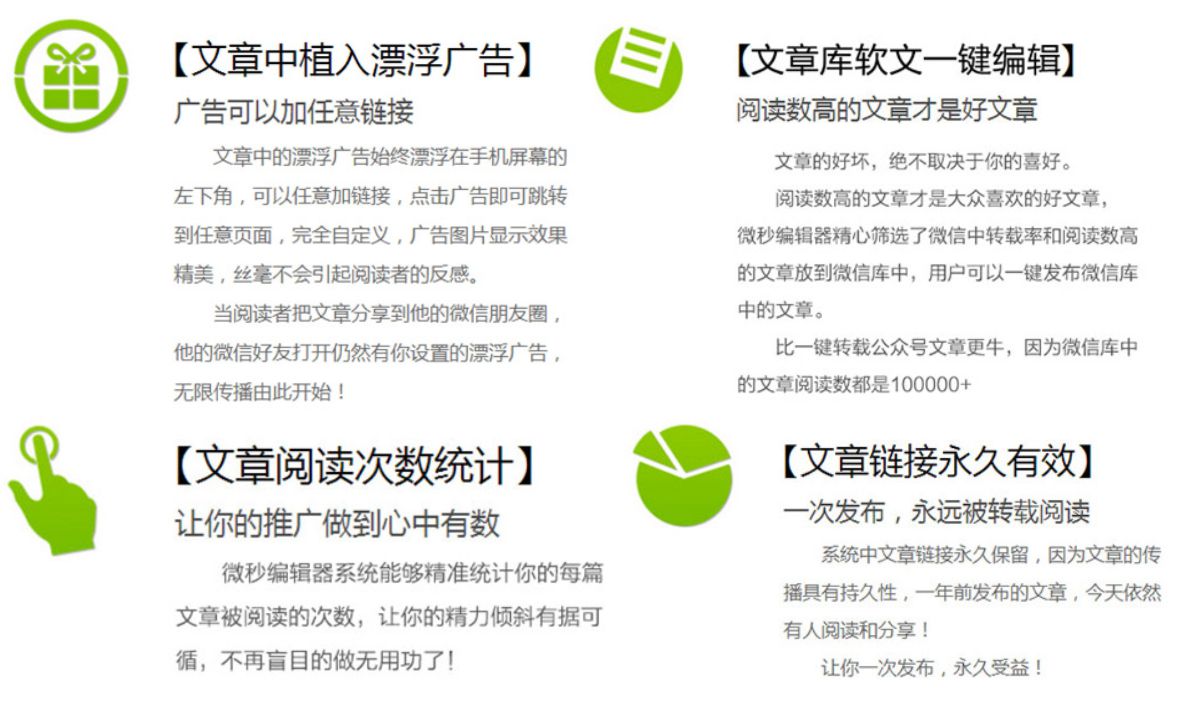 【文章中植入漂浮广告】
广告可以加任意链接
文章中的漂浮广告始终漂浮在手机屏幕的
左下角，可以任意加链接，点击广告即可跳转
到任意页面，完全自定义，广告图片显示效果
精美，丝毫不会引起阅读者的反感。
当阅读者把文章分享到他的微信朋友圈，
他的微信好友打开仍然有你设置的漂浮广告，
无限传播由此开始！
【文章库软文一键编辑】
阅读数高的文章才是好文章
文章的好坏，绝不取决于你的喜好。
阅读数高的文章才是大众喜欢的好文章，
微秒编辑器精心筛选了微信中转载率和阅读数高
的文章放到微信库中，用户可以一键发布微信库
中的文章。
比一键转载公众号文章更牛，因为微信库中
的文章阅读数都是100000+
【文章阅读次数统计】
让你的推广做到心中有数
微秒编辑器系统能够精准统计你的每篇
文章被阅读的次数，让你的精力倾斜有据可
循，不再盲目的做无用功了！
【文章链接永久有效】
一次发布，永远被转载阅读
系统中文章链接永久保留，因为文章的传
播具有持久性，一年前发布的文章，今天依然
有人阅读和分享！
让你一次发布，永久受益！